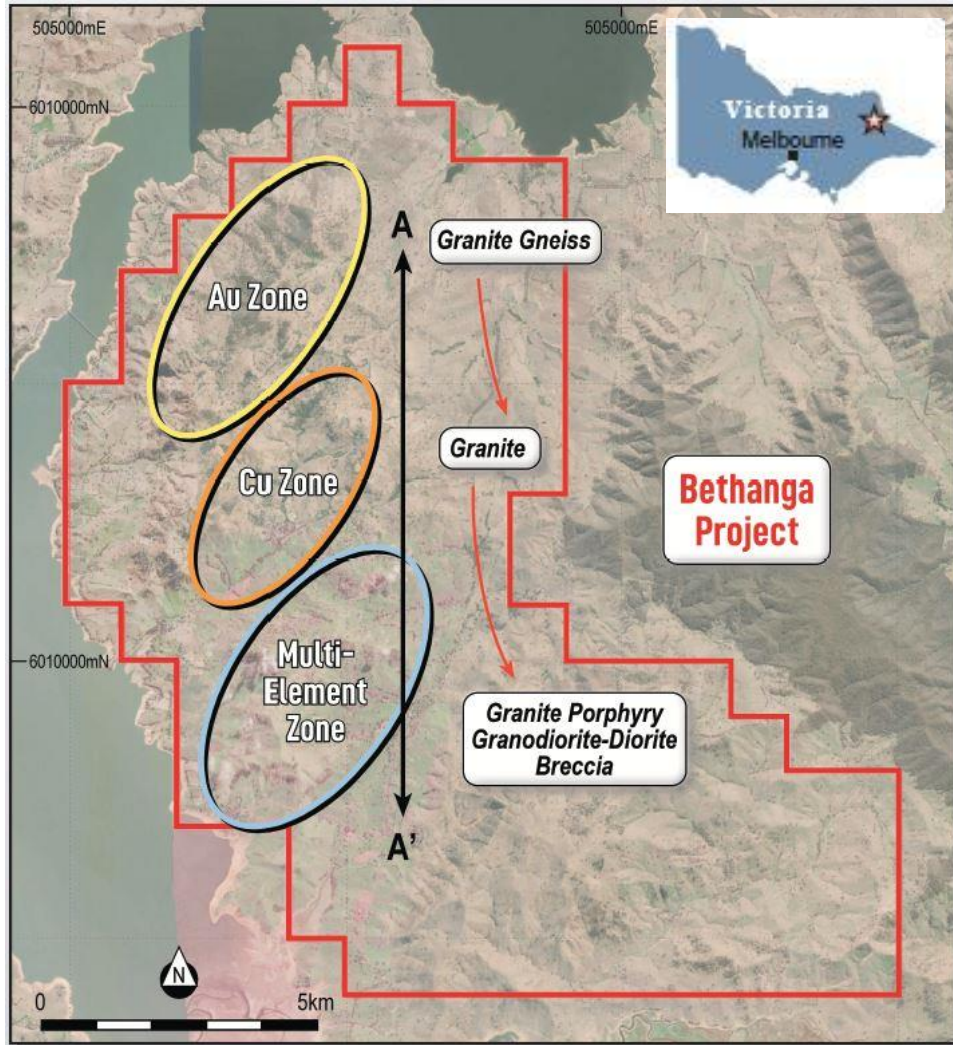 505000mE
505000mE
6010000mN
Victoria
Melbourne
A
Granite Gneiss
Au Zone
Granite
Cu Zone
Bethanga
Project
6010000mN
Multi-
Element
Zone
Granite Porphyry
Granodiorite-Diorite
Breccia
A'
N
0
5km